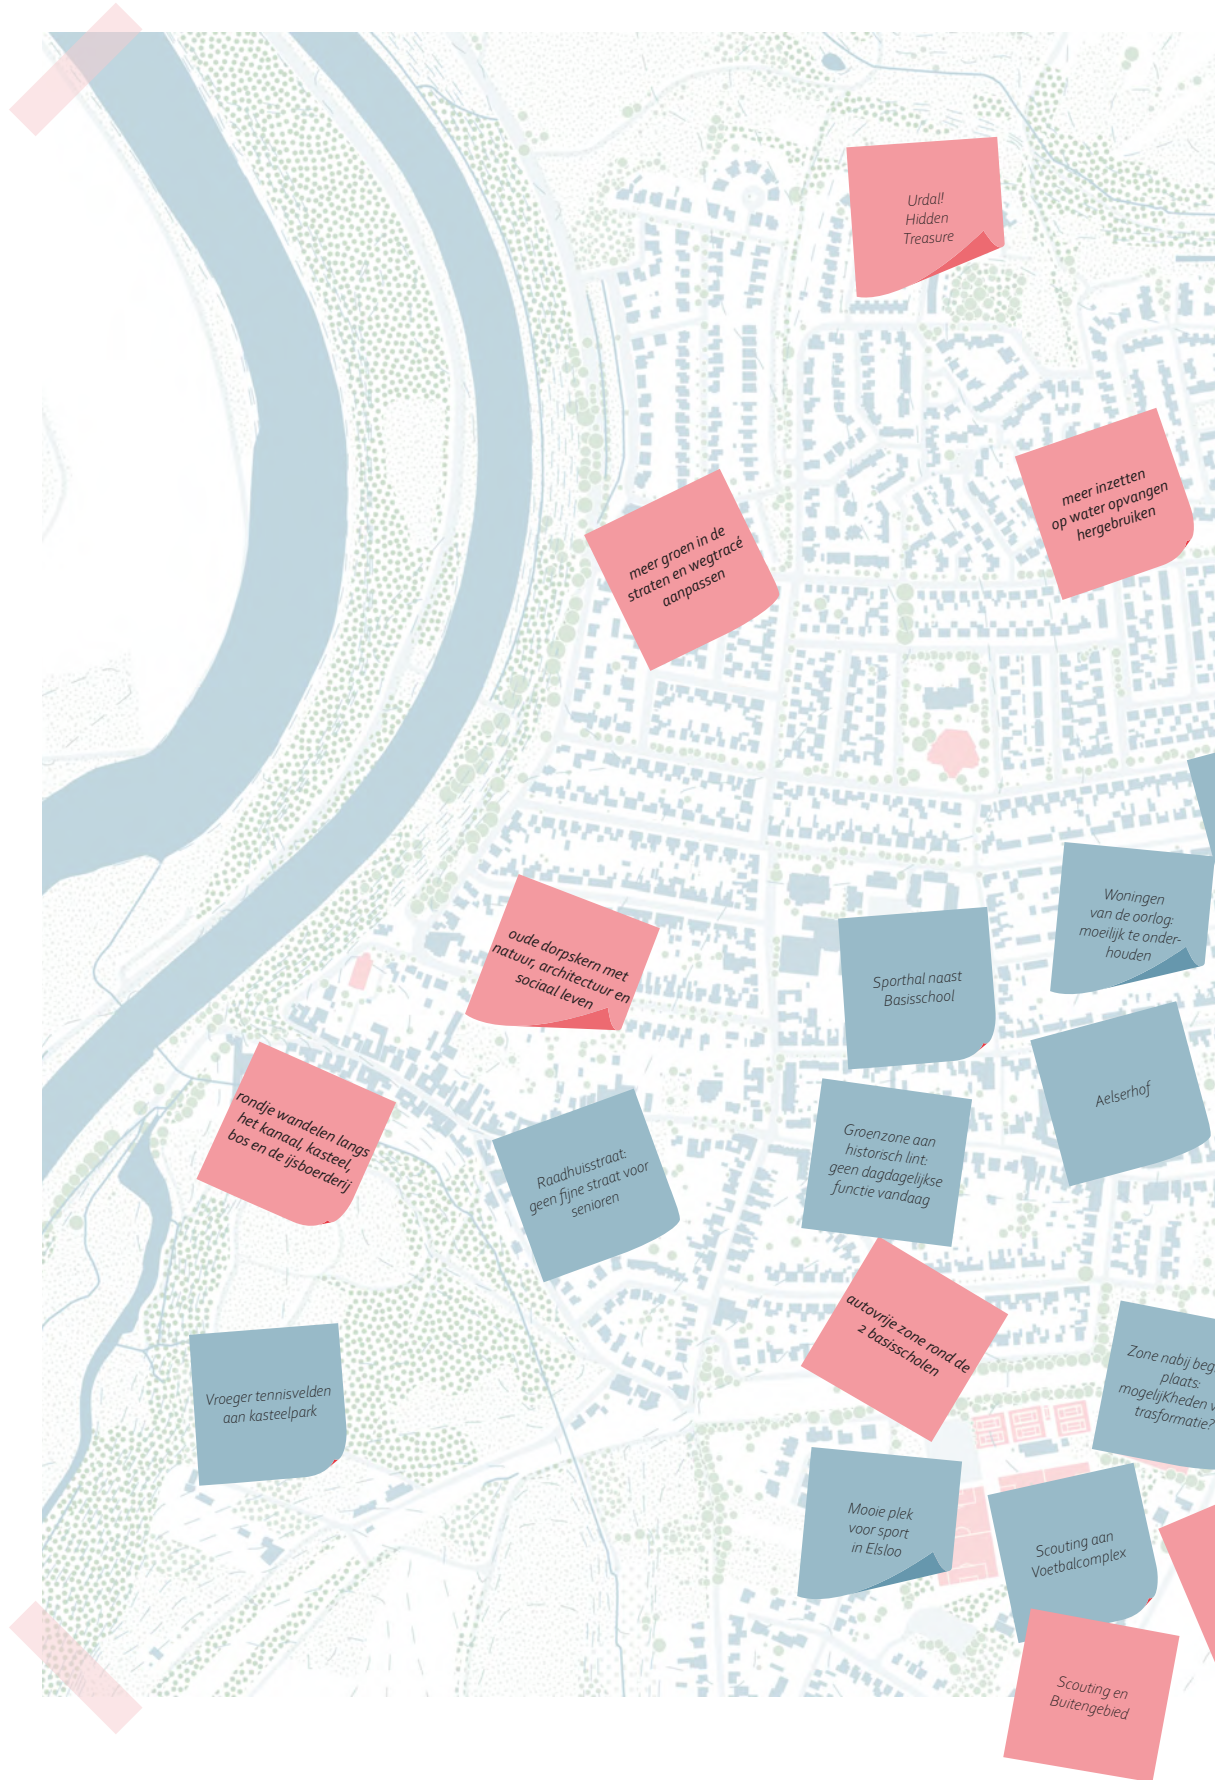 Urdal!
Hidden
Treasure
meer inzetten
op water opvangen
hergebruiken
meer groen in de
straten en wegtracé
aanpassen
Woningen
van de oorlog:
moeilijk te onder-
houden
oude dorpskern met
natuur, architectuur en
sociaal leven
Sporthal naast
Basisschool
Aelserhof
rondje wandelen langs
het kanaal, kasteel,
bos en de ijsboerderij
Raadhuisstraat:
geen fijne straat voor
senioren
Groenzone aan
historisch lint:
geen dagdagelijkse
functie vandaag
autovrije zone rond de
2 basisscholen
Zone nabij beg
plaats:
mogelijKheden v
trasformatie?
Vroeger tennisvelden
aan kasteelpark
Mooie plek
voor sport
in Elsloo
Scouting aan
Voetbalcomplex
Scouting en
Buitengebied